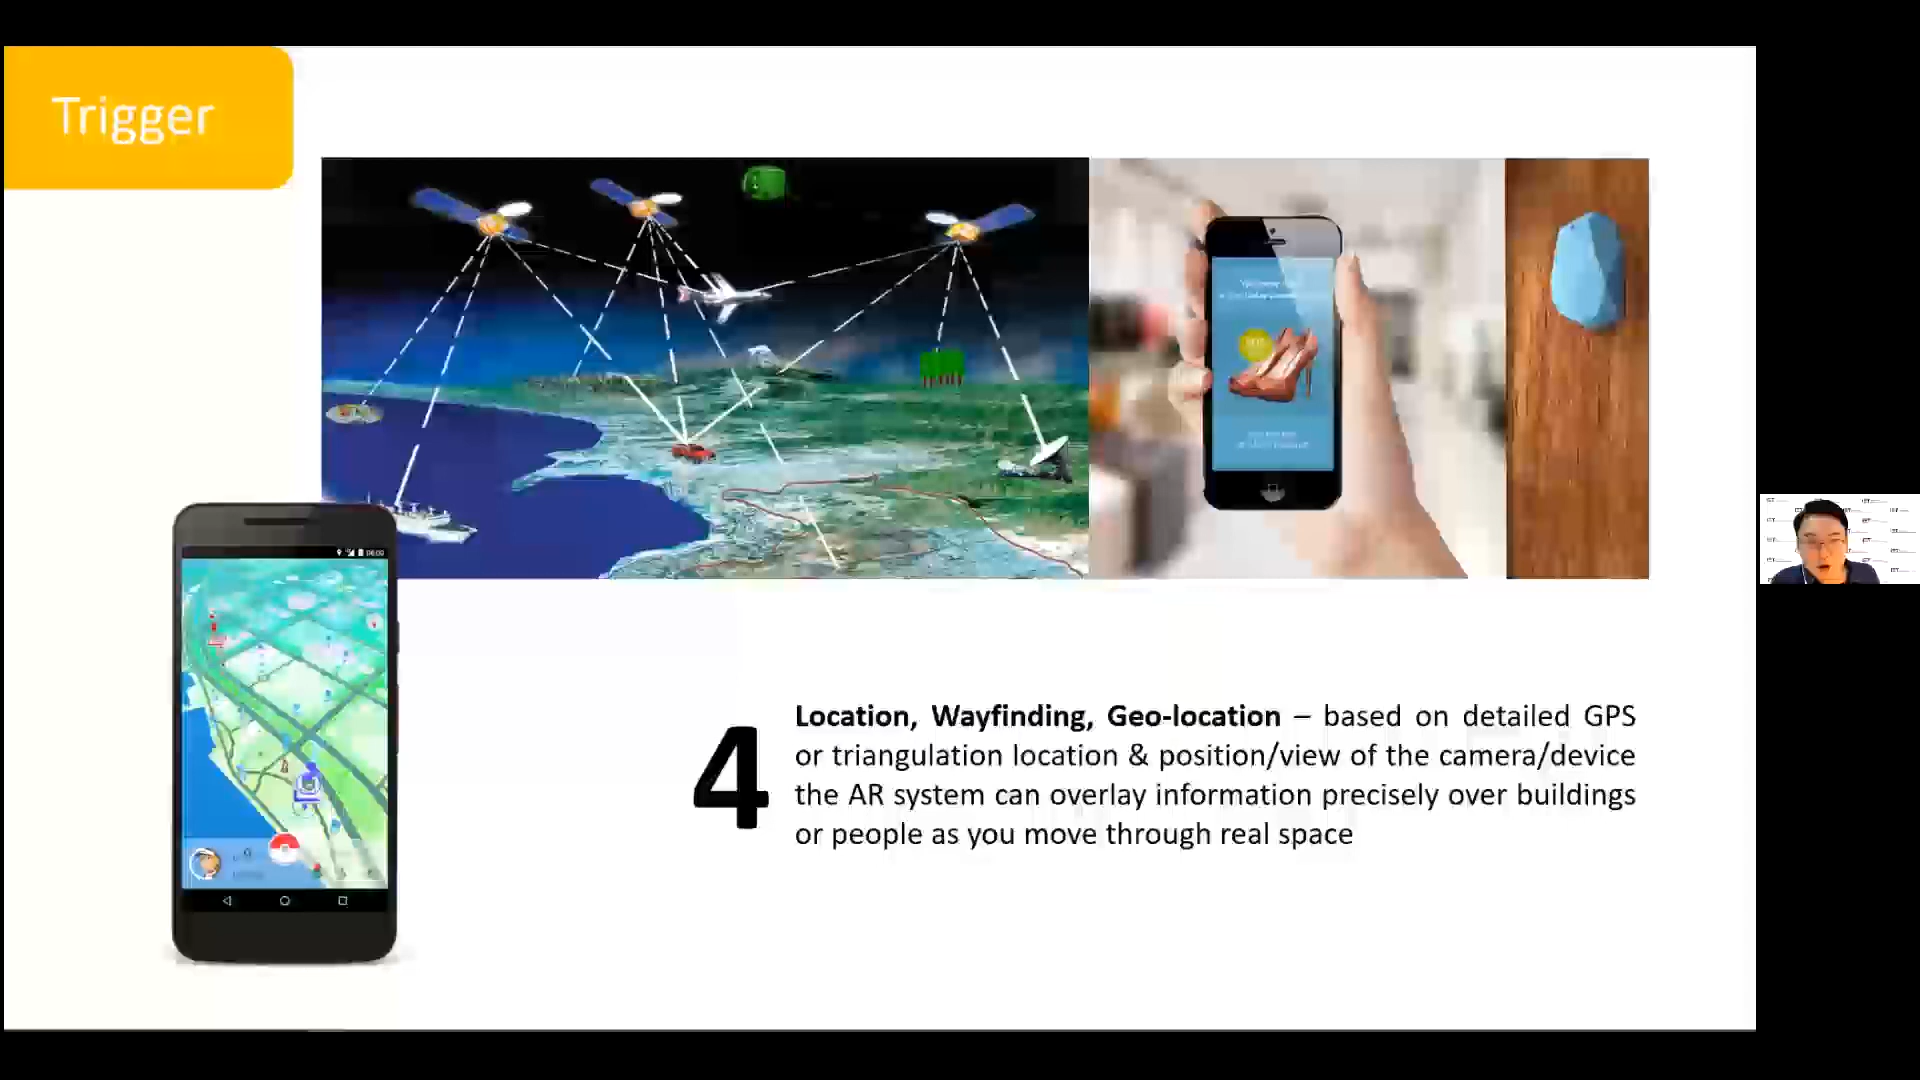 Trigger
4
Location, Wayfinding, Geo-location – based on detailed GPS
or triangulation location & position/view of the camera/device
the AR system can overlay information precisely over buildings
or people as you move through real space